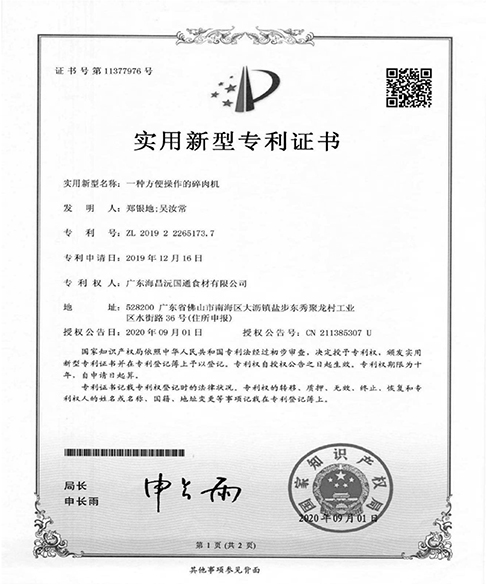 证书号第11377976号
实用新型专利证书
实用新型名称：一种方便操作的碎肉机
发 明 人：郑银地;吴汝常
专 利 号：ZL 2019 2 2265173.7
专利申请日：2019年12月16日
专 利 权 人：广东海昌沅国通食材有限公司
地 址：528200 广东省佛山市南海区大沥镇盐步东秀聚龙村工业
区水街路36号(住所申报)
授权公告日：2020年09月01日 授权公告号：CN 211385307 U
国家知识产权局依照中华人民共和国专利法经过初步审查，决定授予专利权，颁发实用
新型专利证书并在专利登记簿上予以登记。专利权自授权公告之日起生效。专利权期限为十
年，自申请日起算。
专利证书记载专利权登记时的法律状况。专利权的转移、质押、无效、终止、恢复和专
利权人的姓名或名称、国籍、地址变更等事项记载在专利登记簿上。
局长
申长雨
申长雨
国家知识产权局
2020年09月01日
第 1 页 (共 2 页)
其他事项参见背面